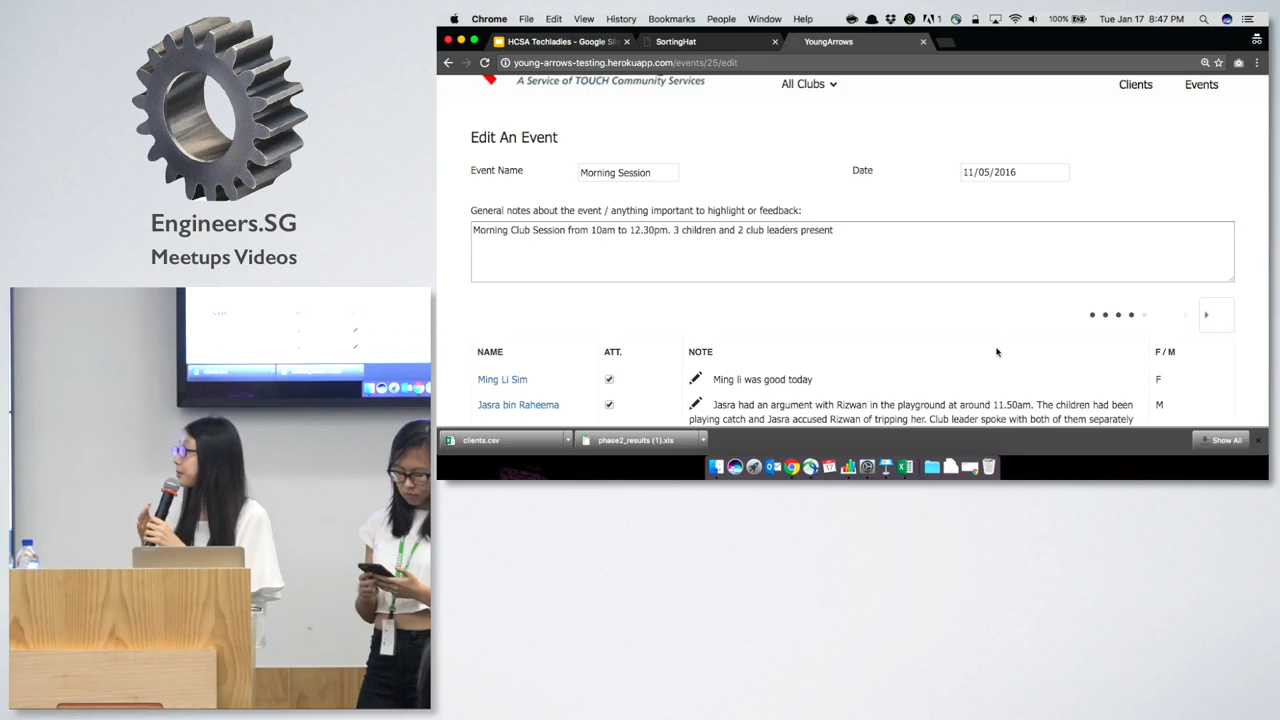 Engineers.SG
Meetups Videos
Chrome File Edit View History Bookmarks People Window Help
1
100%
Tue Jan 17 8:47 PM
HCSA Techladies - Google Sli
SortingHat
YoungArrows
young-arrows-testing.herokuapp.com/events/25/edit
A Service of TOUCH Community Services
All Clubs
Clients
Events
Edit An Event
Event Name
Morning Session
Date
11/05/2016
General notes about the event / anything important to highlight or feedback:
Morning Club Session from 10am to 12.30pm. 3 children and 2 club leaders present
NAME ATT. NOTE F / M
Ming Li Sim Ming li was good today F
Jasra bin Raheema Jasra had an argument with Rizwan in the playground at around 11.50am. The children had been M
playing catch and Jasra accused Rizwan of tripping her. Club leader spoke with both of them separately
clients.csv
phase2_results (1).xls
Show All